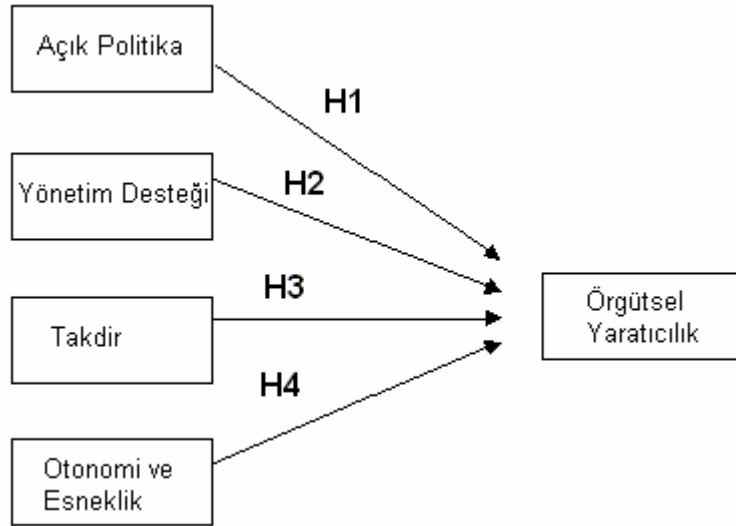 Açık Politika
H1
Yönetim Desteği
H2
H3
Takdir
Örgütsel
Yaratıcılık
H4
Otonomi ve
Esneklik